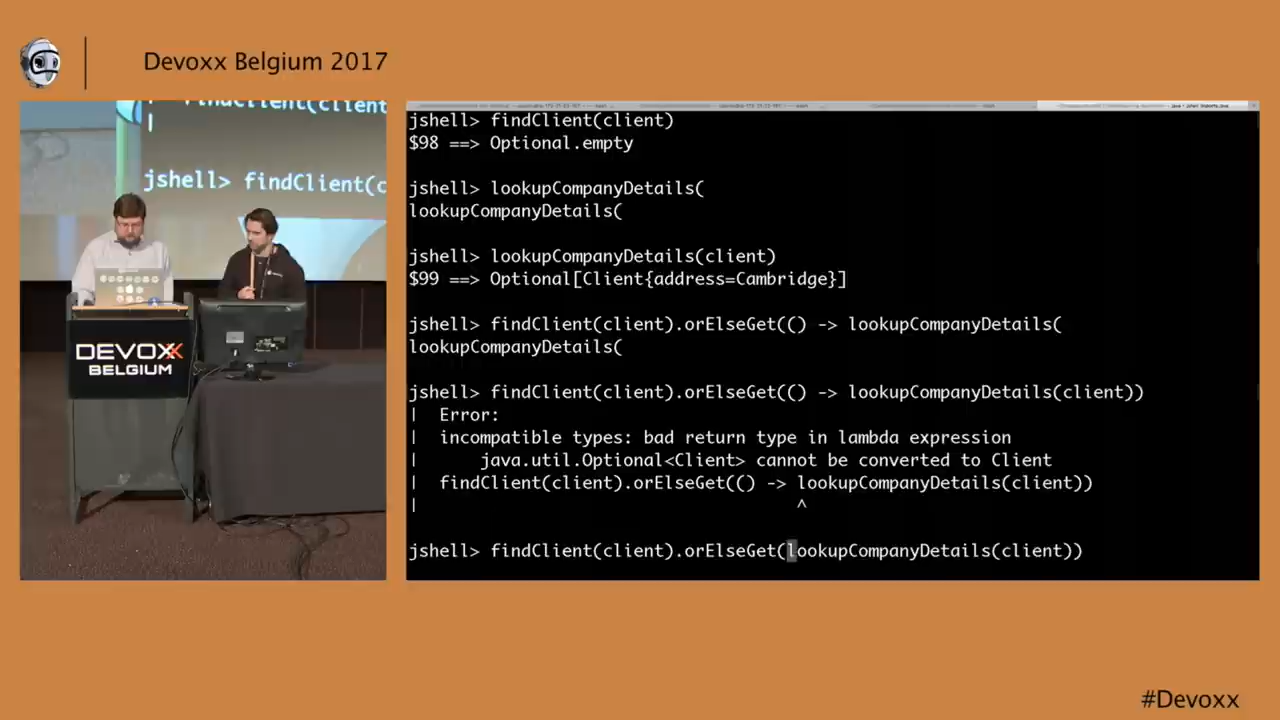 Devoxx Belgium 2017
findClient(client
jshell> findClient(c
DEVOXX
BELGIUM
jshell> findClient(client)
$98 ==> Optional.empty
jshell> lookupCompanyDetails(
lookupCompanyDetails(
jshell> lookupCompanyDetails(client)
$99 ==> Optional[Client{address=Cambridge}]
jshell> findClient(client).orElseGet(() -> lookupCompanyDetails(
lookupCompanyDetails(
jshell> findClient(client).orElseGet(() -> lookupCompanyDetails(client))
| Error:
| incompatible types: bad return type in lambda expression
| java.util.Optional<Client> cannot be converted to Client
| findClient(client).orElseGet(() -> lookupCompanyDetails(client))
| ^
jshell> findClient(client).orElseGet(lookupCompanyDetails(client))
#Devoxx